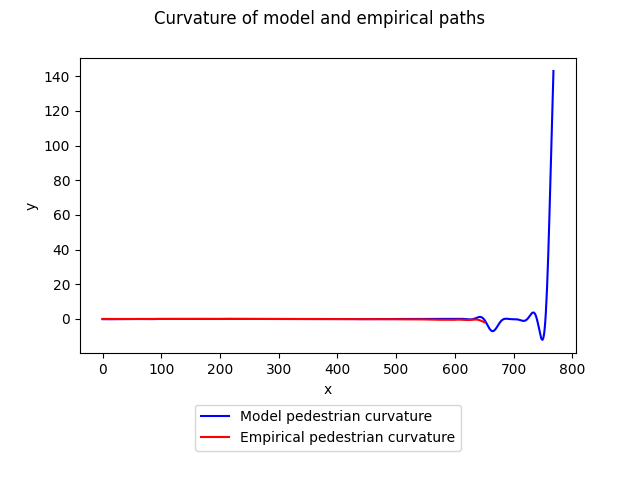 Curvature of model and empirical paths
140
120
100
80
60
40
20
0
y
0 100 200 300 400 500 600 700 800
x
Model pedestrian curvature
Empirical pedestrian curvature